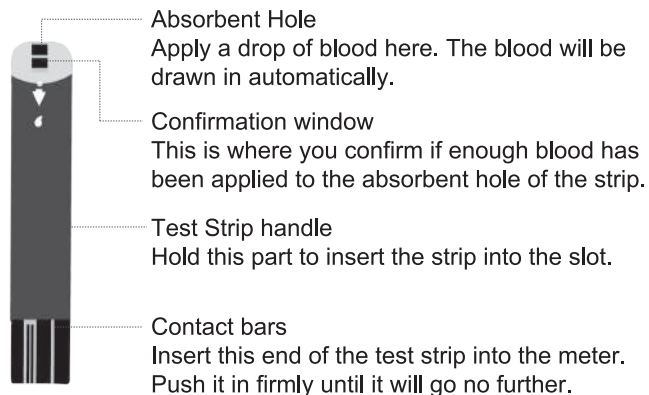 Absorbent Hole
Apply a drop of blood here. The blood will be
drawn in automatically.
Confirmation window
This is where you confirm if enough blood has
been applied to the absorbent hole of the strip.
Test Strip handle
Hold this part to insert the strip into the slot.
Contact bars
Insert this end of the test strip into the meter.
Push it in firmly until it will go no further.